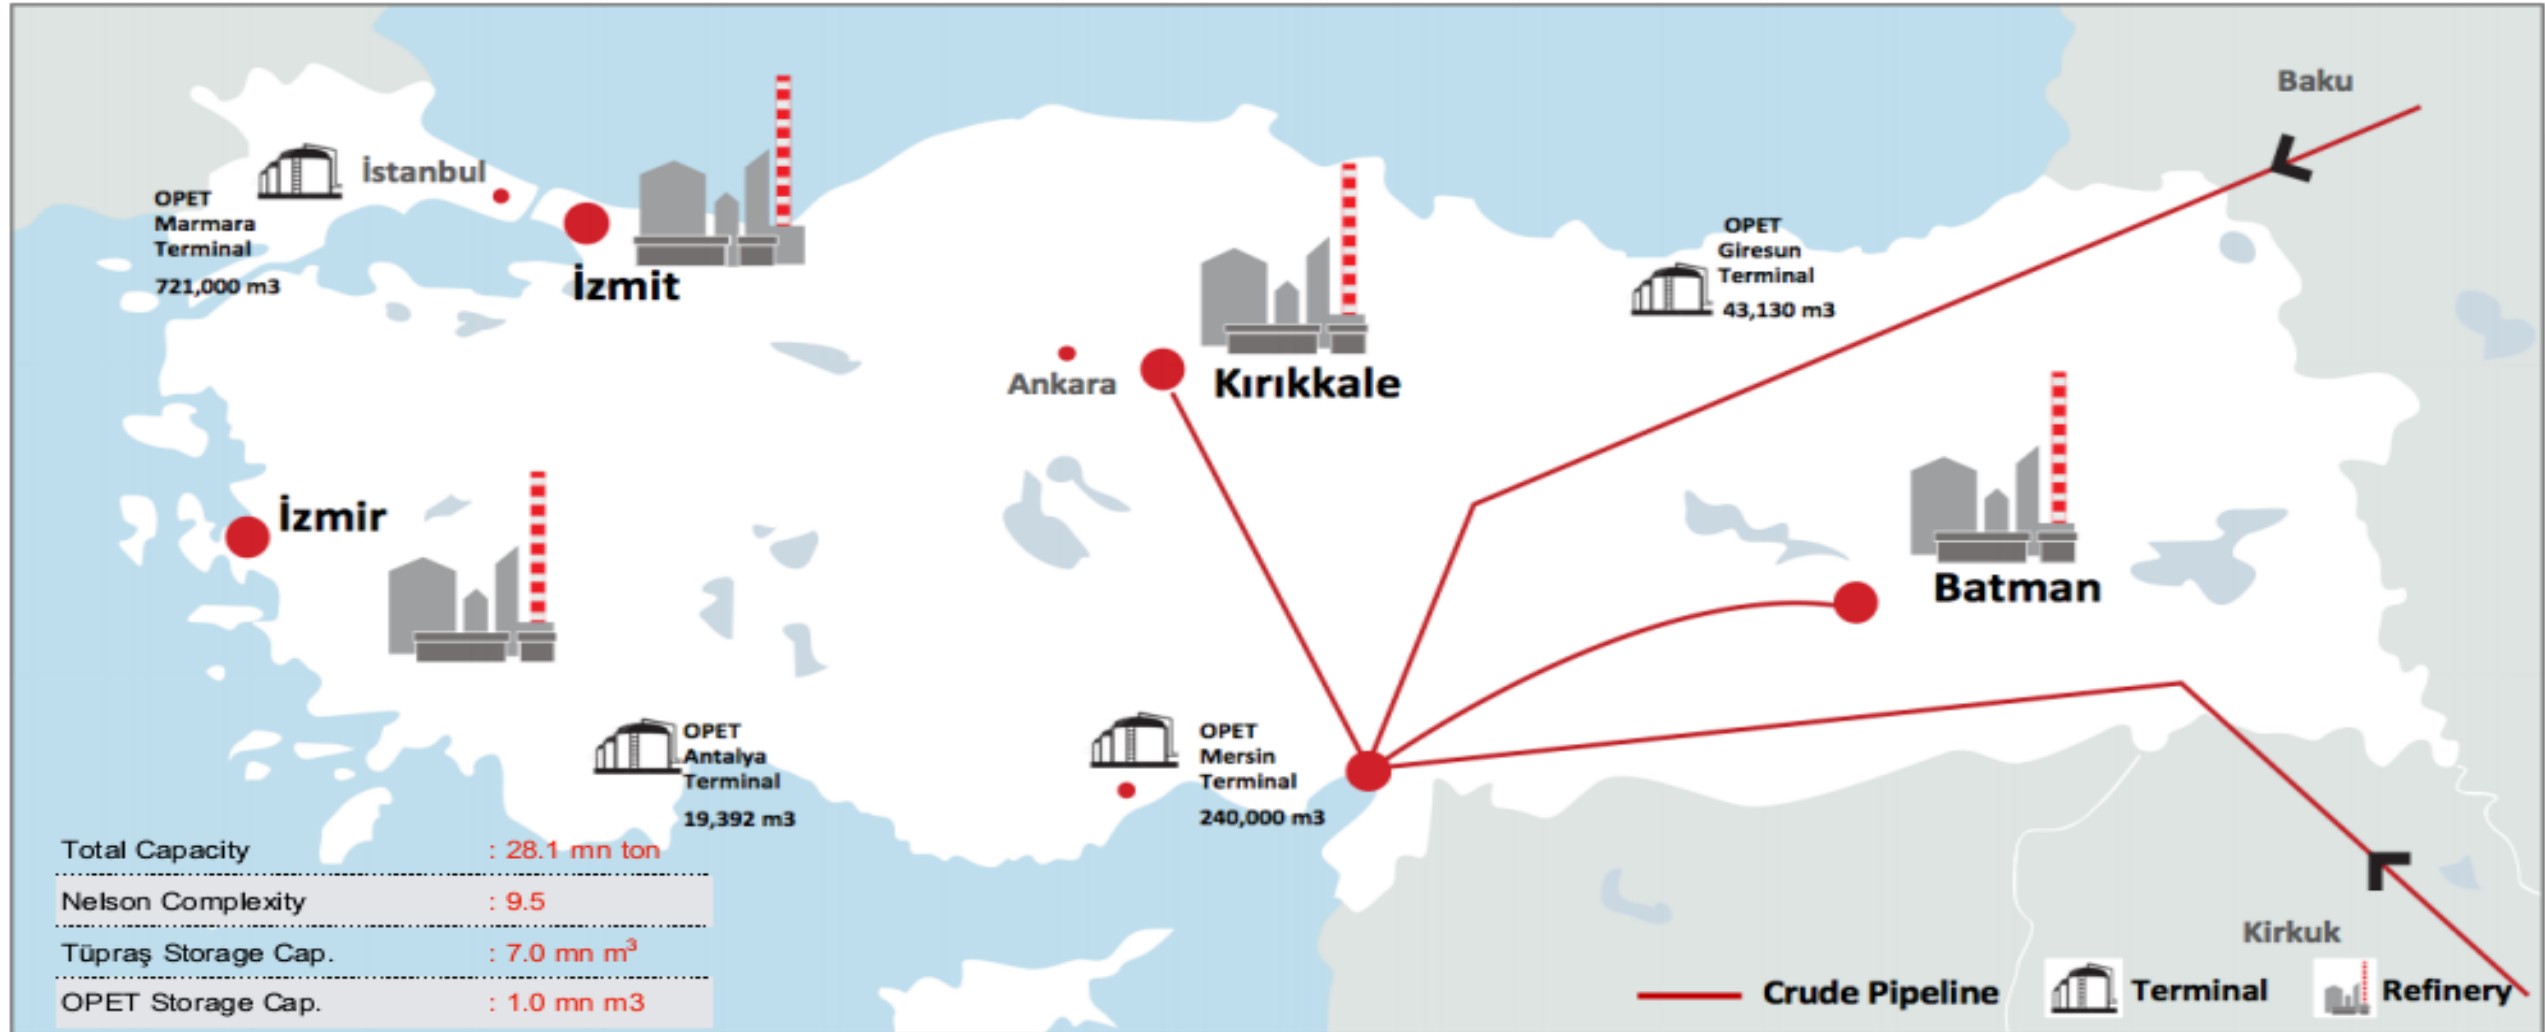 Baku
İstanbul
OPET
Marmara
Terminal
721,000 m3
İzmit
OPET
Giresun
Terminal
43,130 m3
Ankara
Kırıkkale
İzmir
Batman
OPET
Antalya
Terminal
19,392 m3
OPET
Mersin
Terminal
240,000 m3
Total Capacity : 28.1 mn ton
Nelson Complexity : 9.5
Tüpraş Storage Cap. : 7.0 mn m³
OPET Storage Cap. : 1.0 mn m3
Kirkuk
Crude Pipeline
Terminal
Refinery